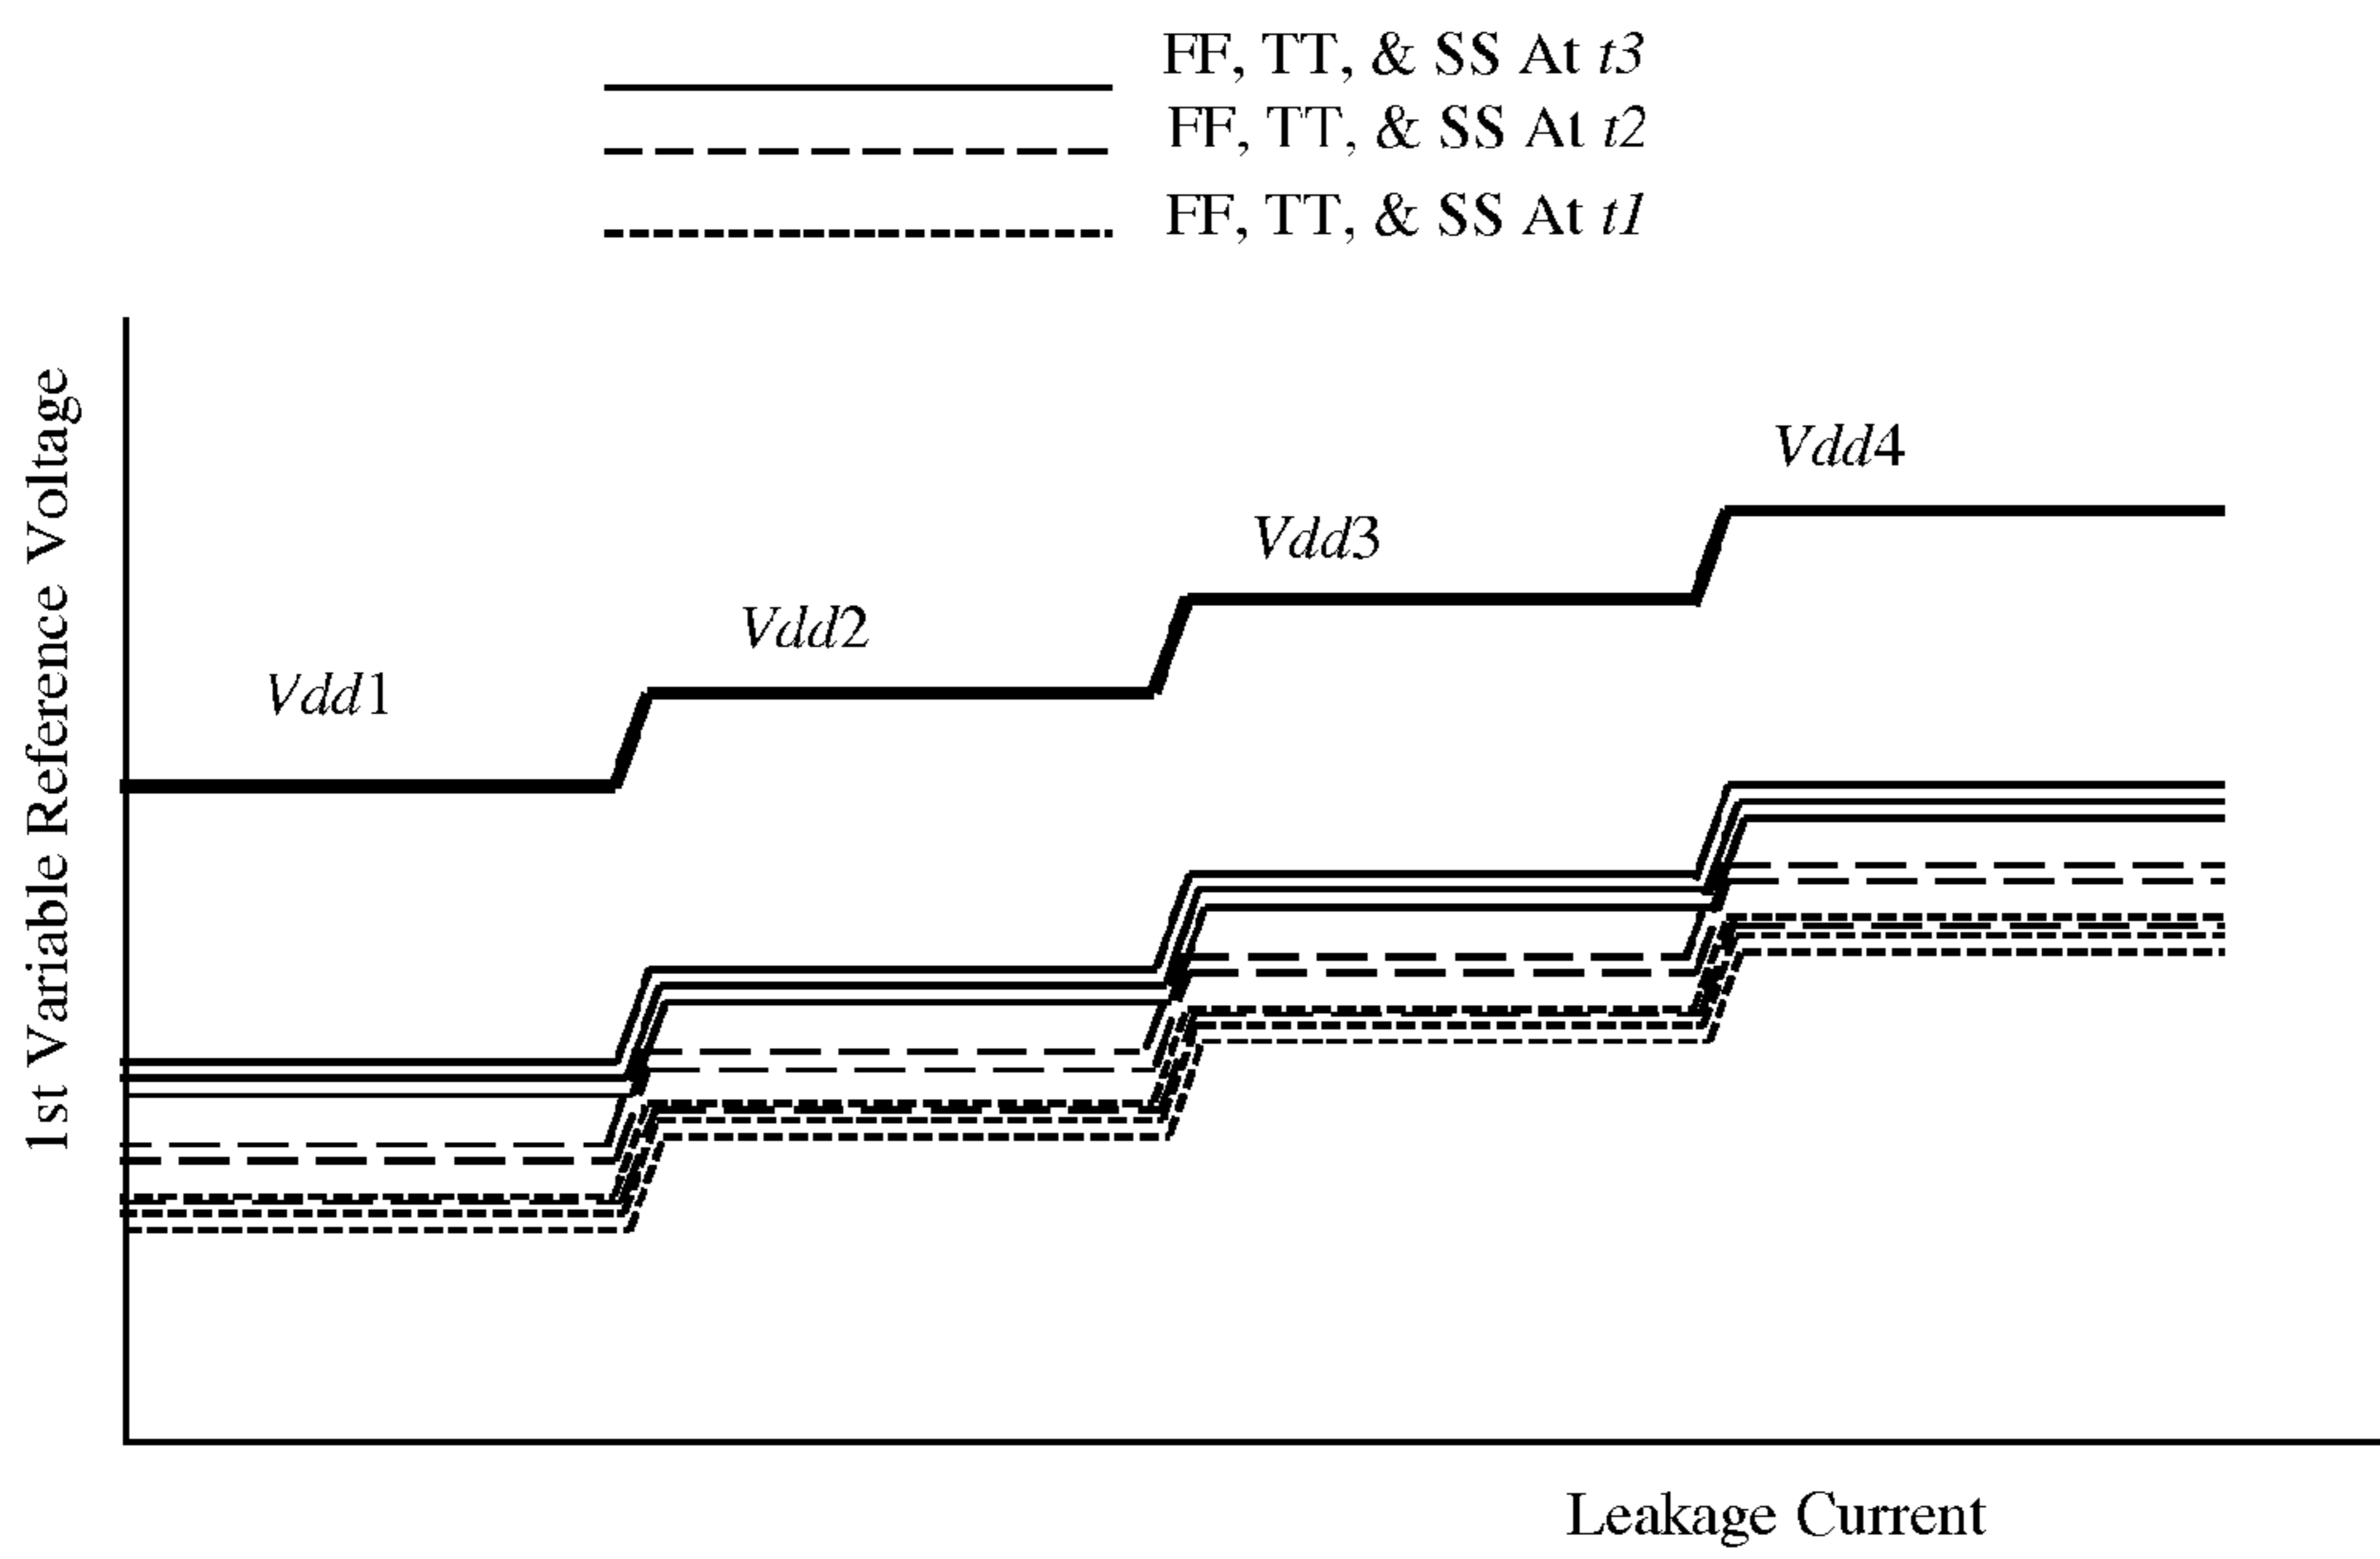 FF, TT, & SS At t3
FF, TT, & SS At t2
FF, TT, & SS At t1
1st Variable Reference Voltage
Vdd1
Vdd2
Vdd3
Vdd4
Leakage Current